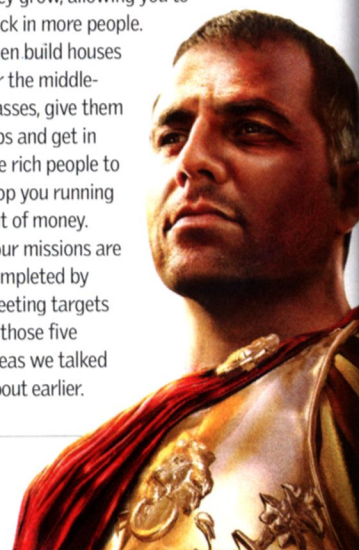 ey grow, allowing you to
ck in more people.
en build houses
r the middle-
asses, give them
bs and get in
e rich people to
op you running
t of money.
ur missions are
mpleted by
eeting targets
those five
eas we talked
out earlier.